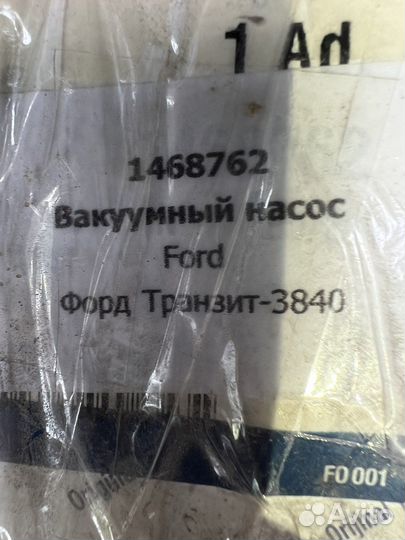 1 Ad
1468762
Вакуумный насос
Ford
Форд Транзит-3840
FO 001
Avito